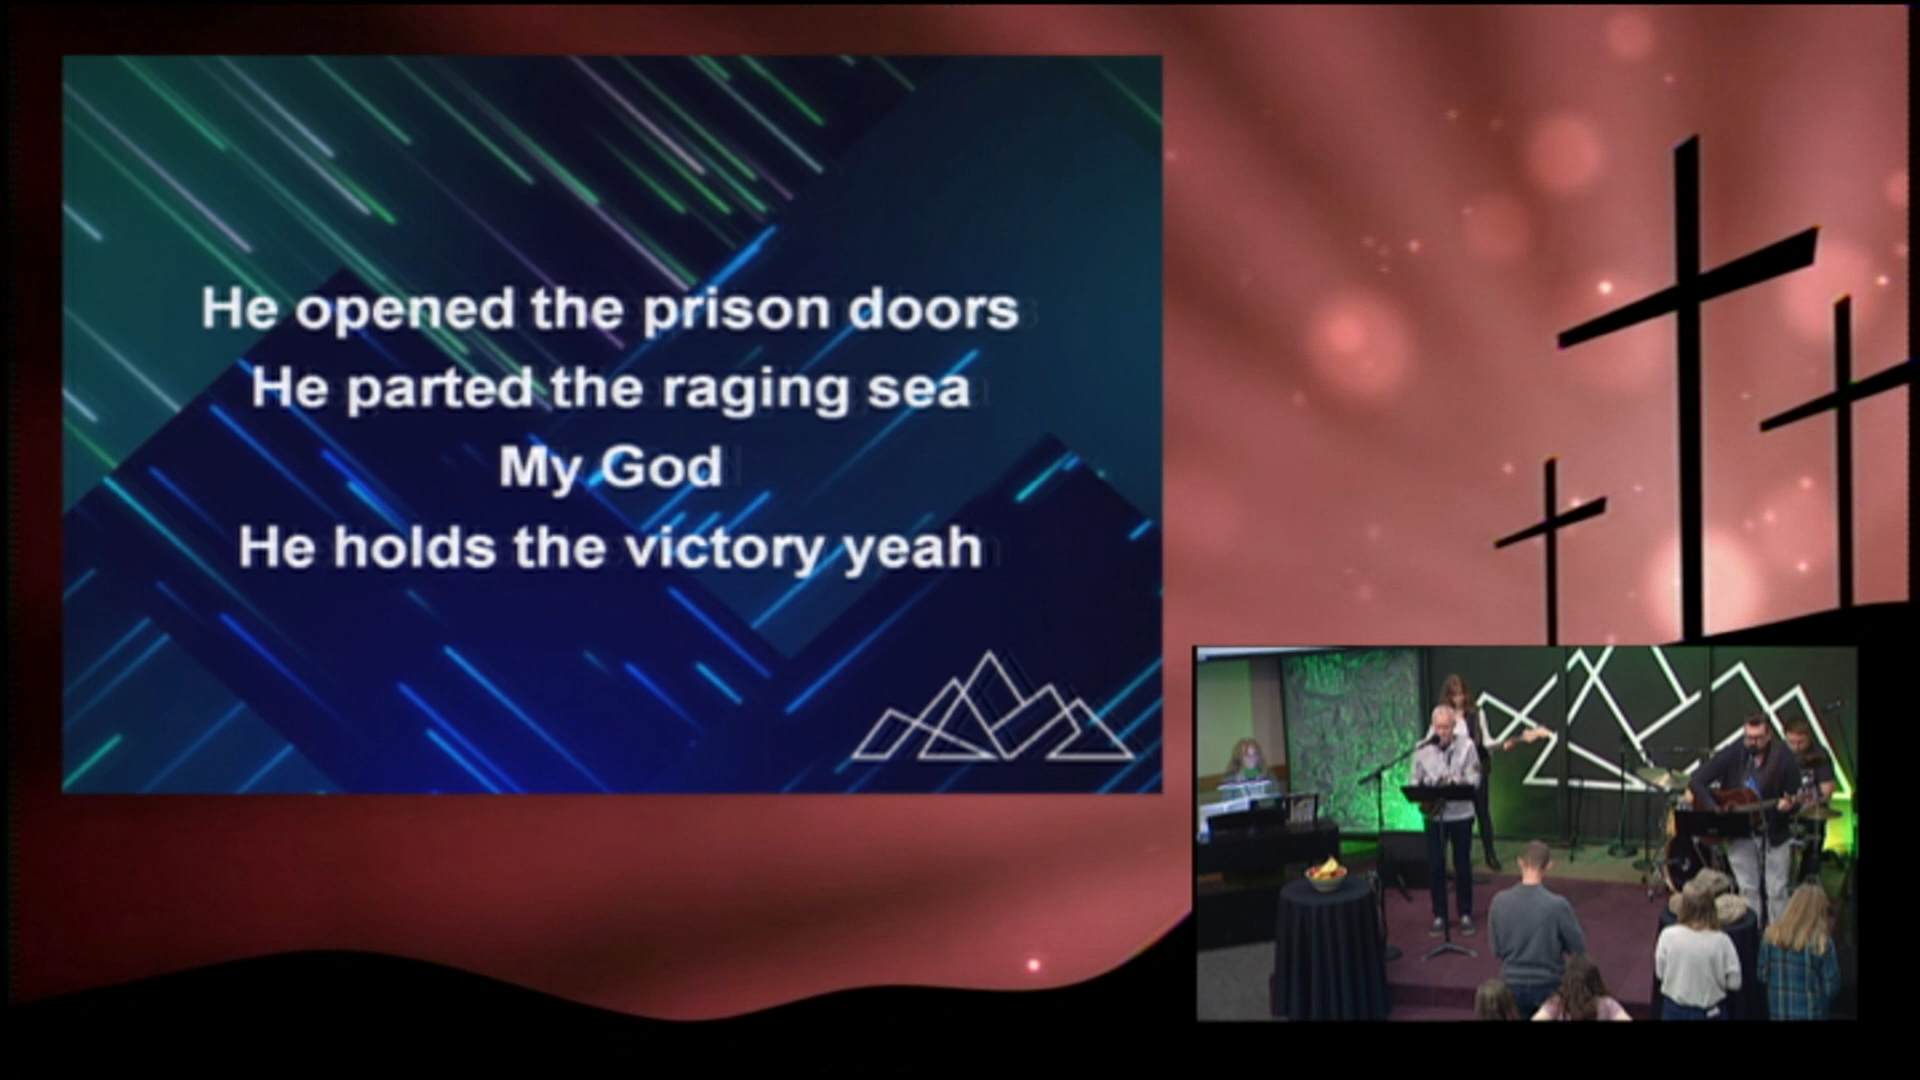 He opened the prison doors
He parted the raging sea
My God
He holds the victory yeah